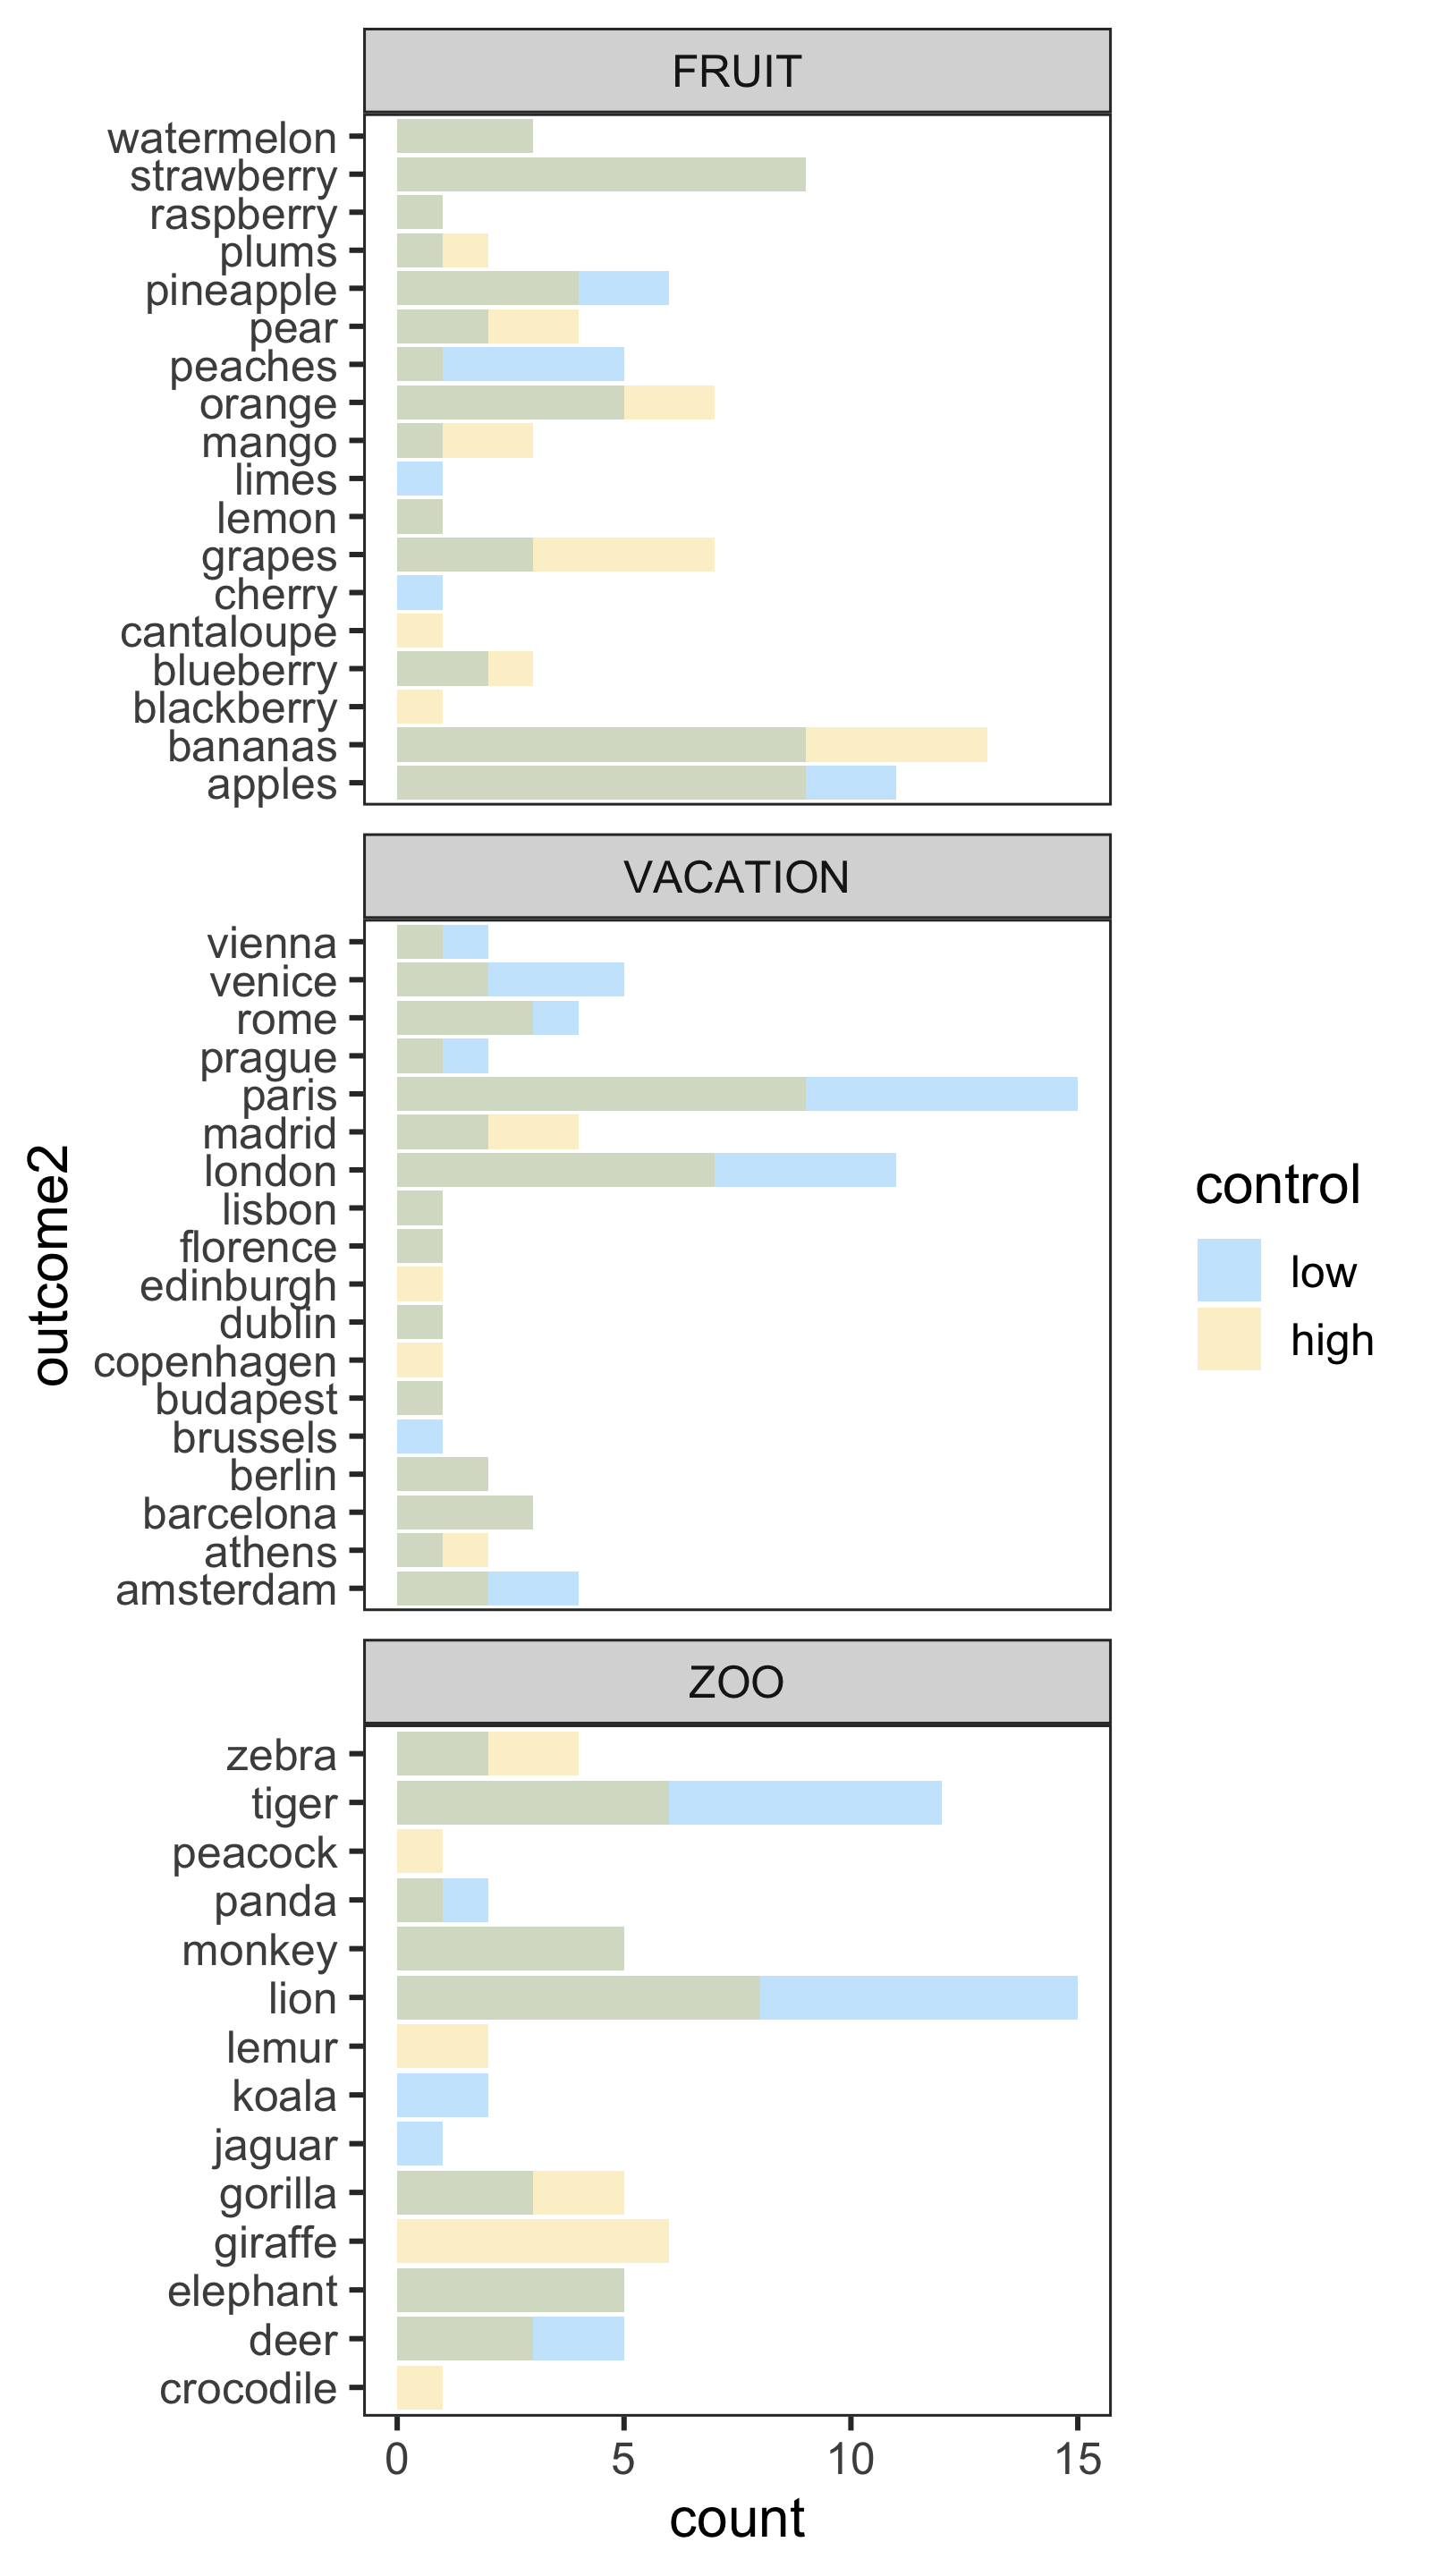 FRUIT
watermelon
strawberry
raspberry
plums
pineapple
pear
peaches
orange
mango
limes
lemon
grapes
cherry
cantaloupe
blueberry
blackberry
bananas
apples
VACATION
vienna
venice
rome
prague
paris
madrid
london
lisbon
florence
edinburgh
dublin
copenhagen
budapest
brussels
berlin
barcelona
athens
amsterdam
ZOO
zebra
tiger
peacock
panda
monkey
lion
lemur
koala
jaguar
gorilla
giraffe
elephant
deer
crocodile
0 5 10 15
count
outcome2
control
low
high